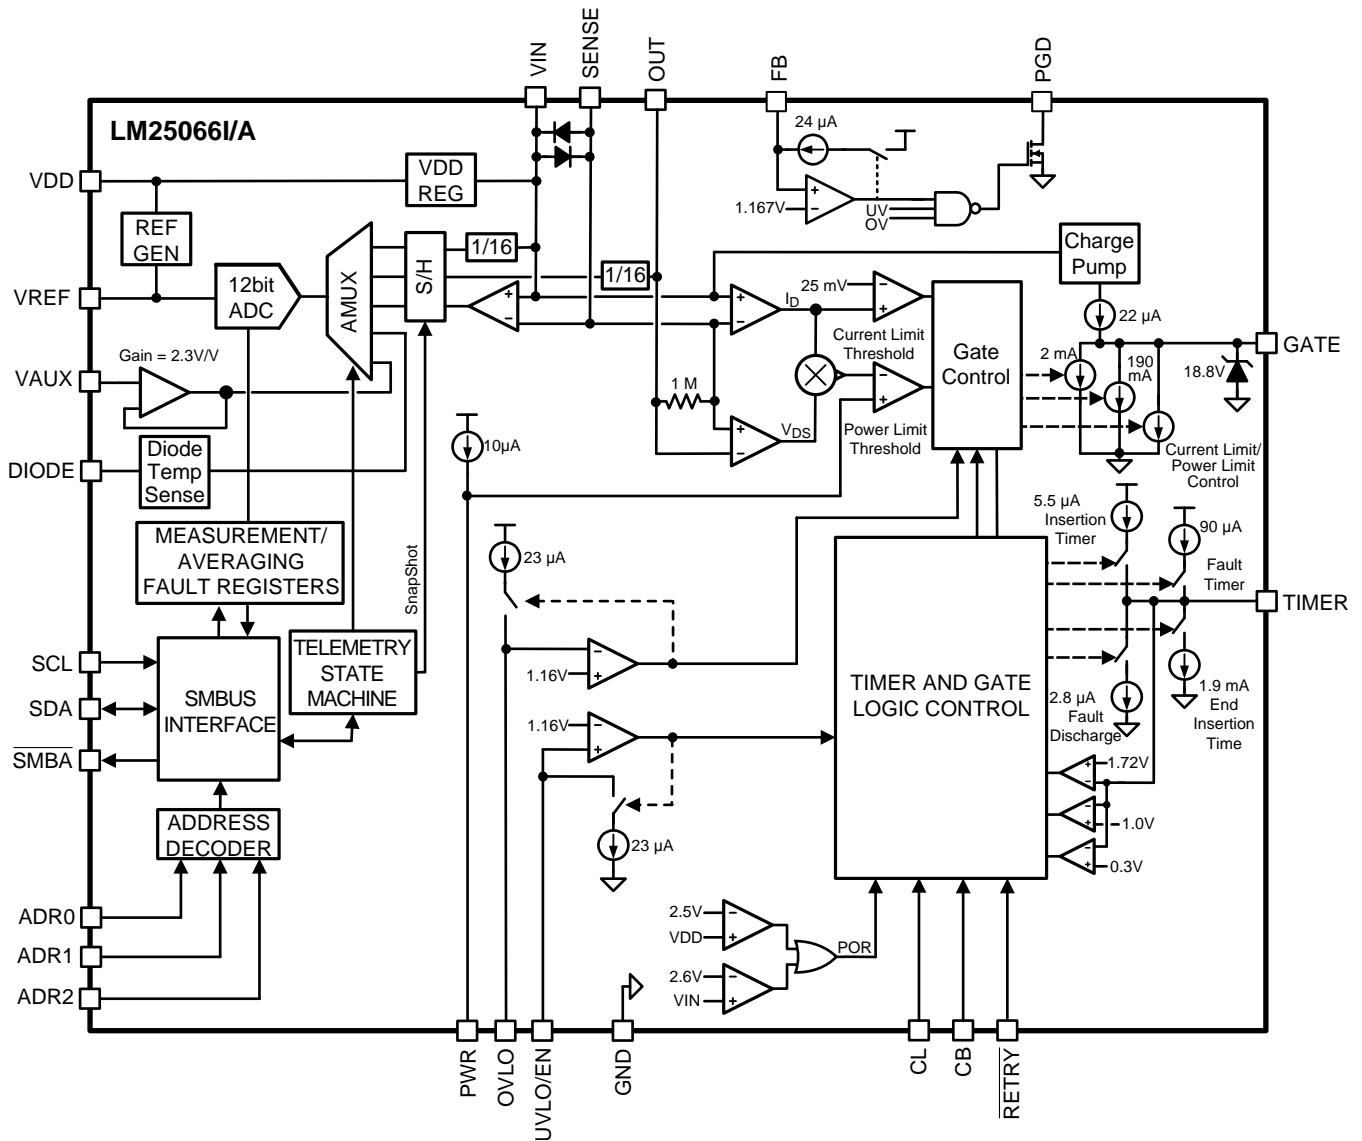 VIN
SENSE
OUT
FB
PGD
LM25066I/A
24 µA
VDD
VDD
REG
1.167V
+
−
UV
OV
REF
GEN
1/16
1/16
Charge
Pump
VREF
12bit
ADC
AMUX
S/H
+
−
+
−
ID
25 mV
−
+
22 µA
GATE
Gain = 2.3V/V
Current Limit
Threshold
Gate
Control
2 mA
190
mA
18.8V
VAUX
1 M
−
+
10µA
+
−
VDS
Power Limit
Threshold
DIODE
Diode
Temp
Sense
Current Limit/
Power Limit
Control
5.5 µA
Insertion
Timer
90 µA
Fault
Timer
MEASUREMENT/
AVERAGING
FAULT REGISTERS
SnapShot
23 µA
TIMER
SCL
SDA
SMBA
SMBUS
INTERFACE
TELEMETRY
STATE
MACHINE
1.16V
−
+
1.16V
−
+
TIMER AND GATE
LOGIC CONTROL
2.8 µA
Fault
Discharge
1.9 mA
End
Insertion
Time
1.72V
+
−
−
+
1.0V
−
+
0.3V
ADDRESS
DECODER
23 µA
ADR0
ADR1
ADR2
2.5V
VDD
−
+
2.6V
VIN
−
+
POR
PWR
OVLO
UVLO/EN
GND
CL
CB
RETRY